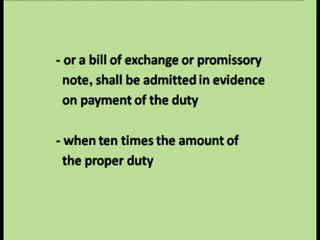 - or a bill of exchange or promissory
note, shall be admitted in evidence
on payment of the duty
- when ten times the amount of
the proper duty